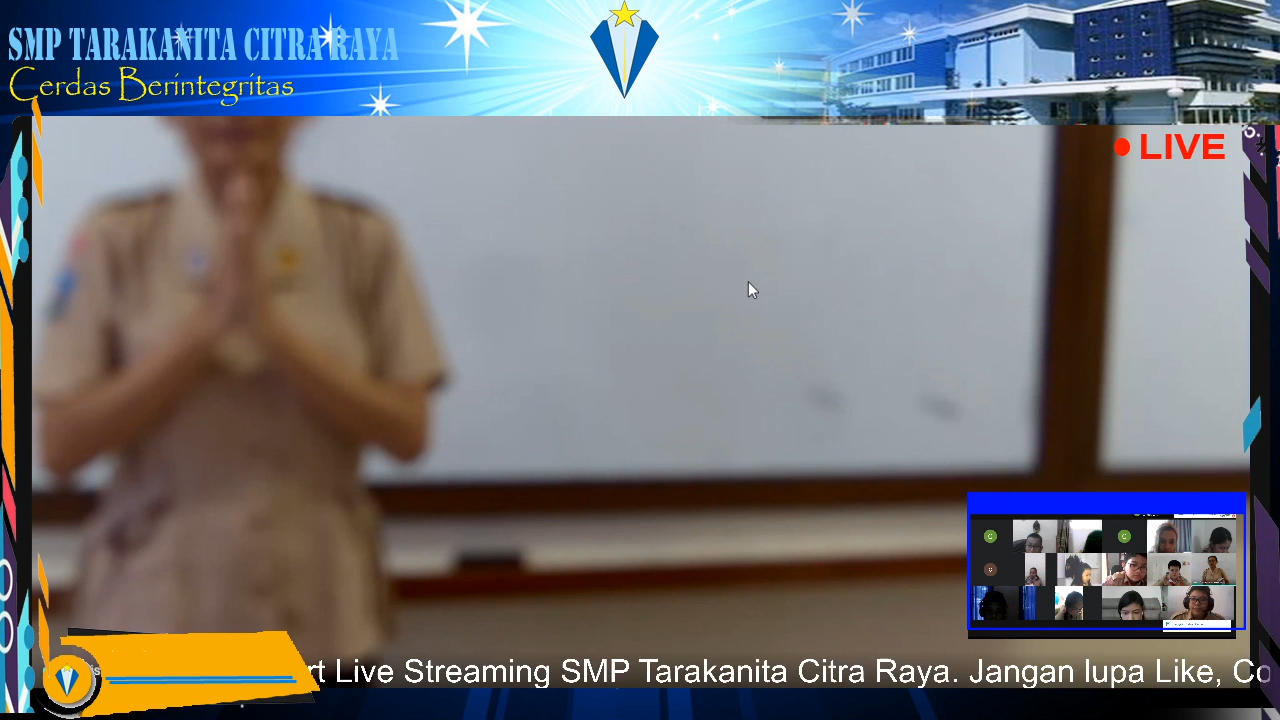 SMP TARAKANITA CITRA RAYA
Cerdas Berintegritas
LIVE
rt Live Streaming SMP Tarakanita Citra Raya. Jangan lupa Like, Co